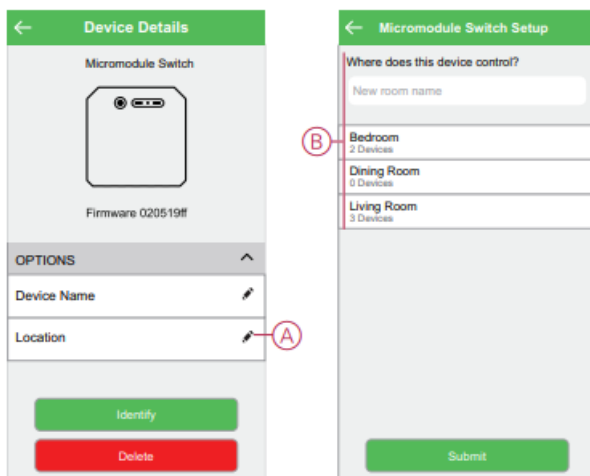 Device Details
Micromodule Switch
Firmware 020519ff
OPTIONS
Device Name
Location
A
Identify
Delete
Micromodule Switch Setup
Where does this device control?
New room name
B
Bedroom
2 Devices
Dining Room
0 Devices
Living Room
3 Devices
Submit